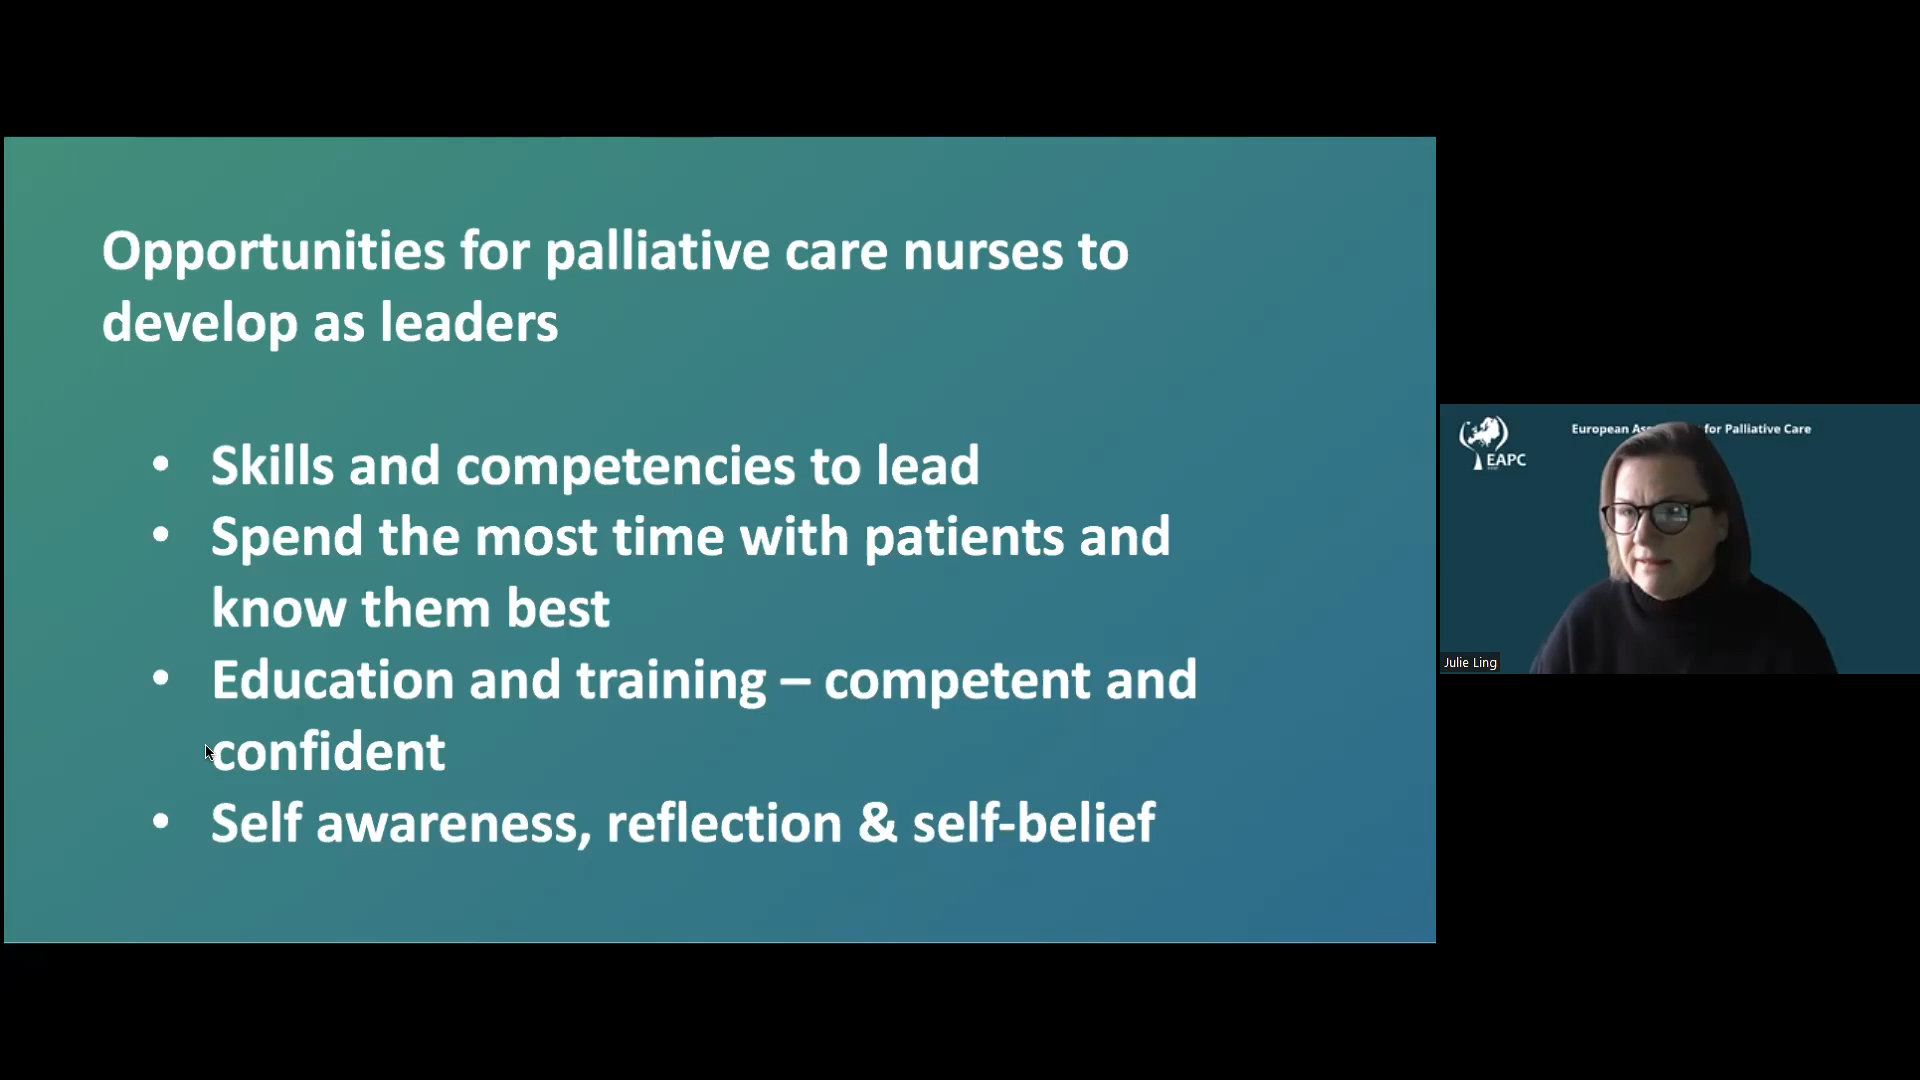 Opportunities for palliative care nurses to
develop as leaders
• Skills and competencies to lead
• Spend the most time with patients and
know them best
• Education and training – competent and
confident
• Self awareness, reflection & self-belief
European for Palliative Care
EAPC
Julie Ling